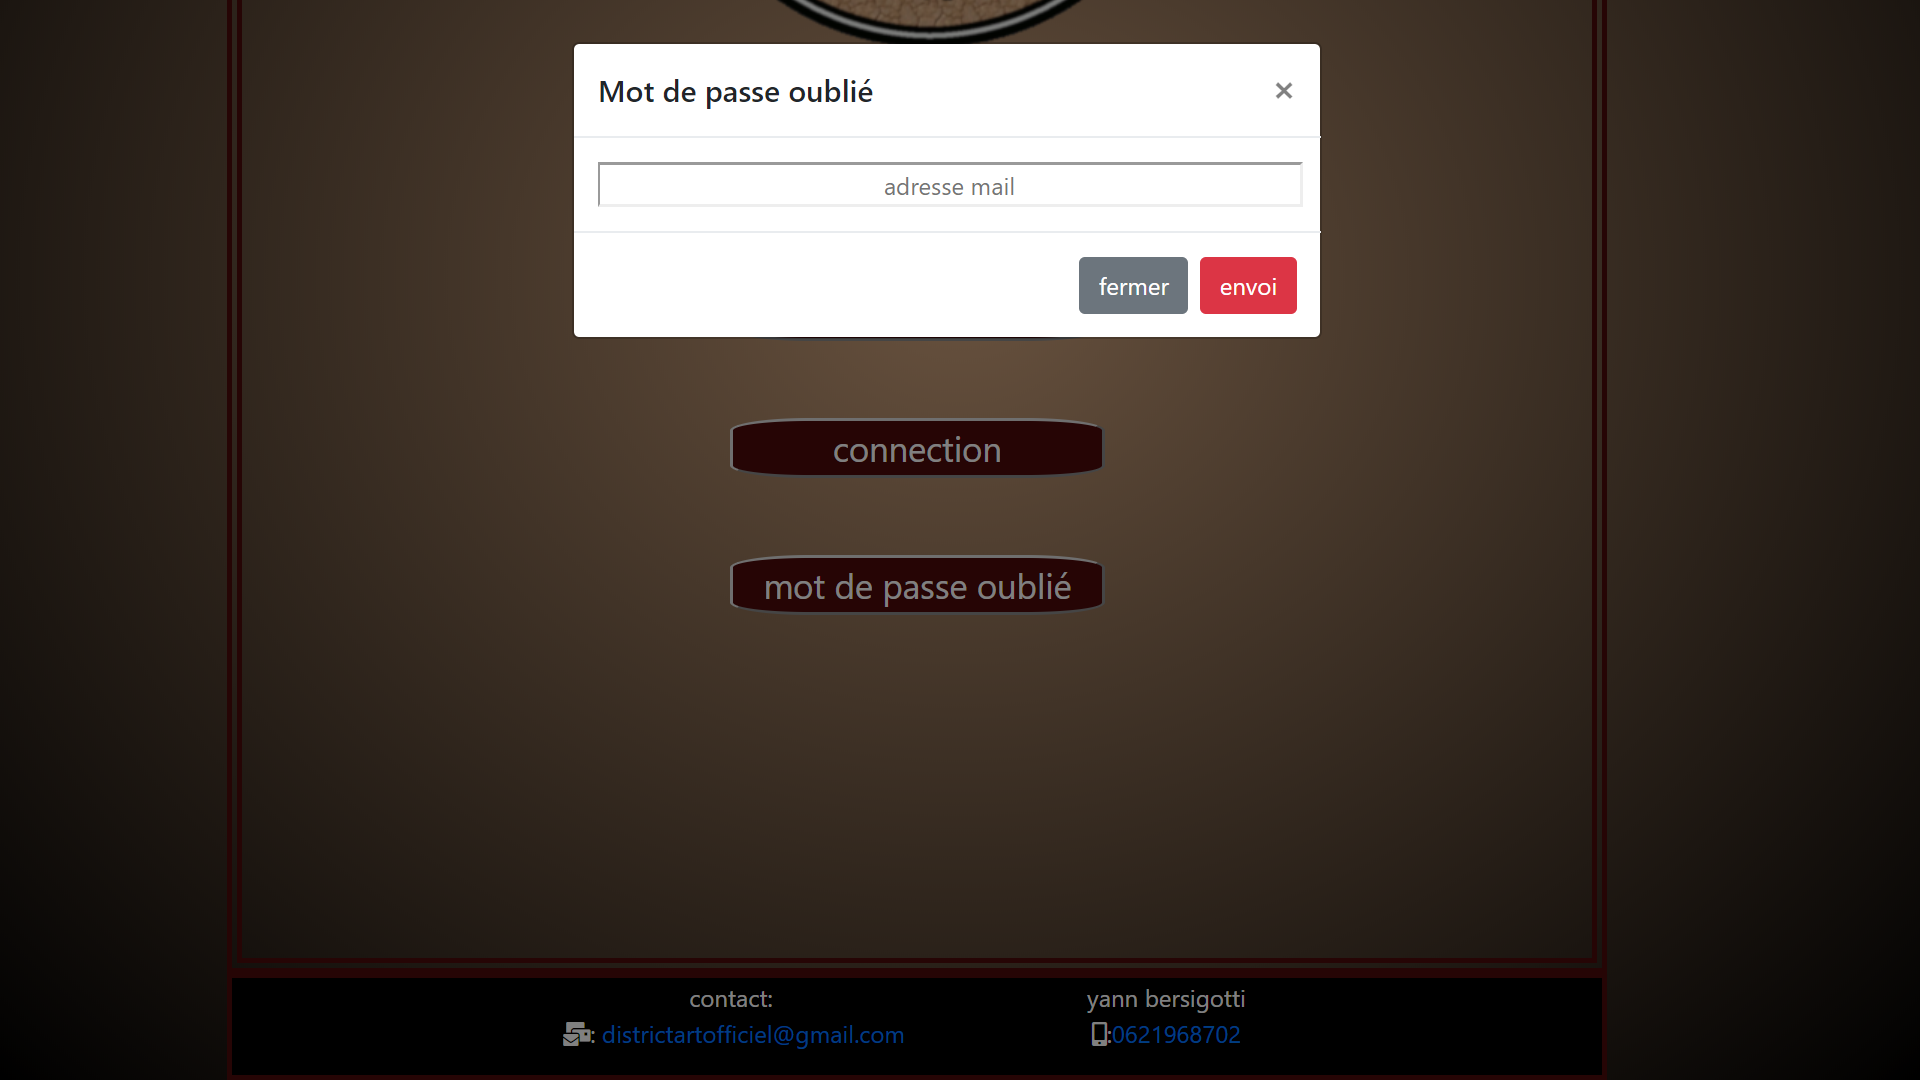 Mot de passe oublié ×
adresse mail
fermer envoi
connection
mot de passe oublié
contact:
: districtartofficiel@gmail.com
yann bersigotti
:0621968702